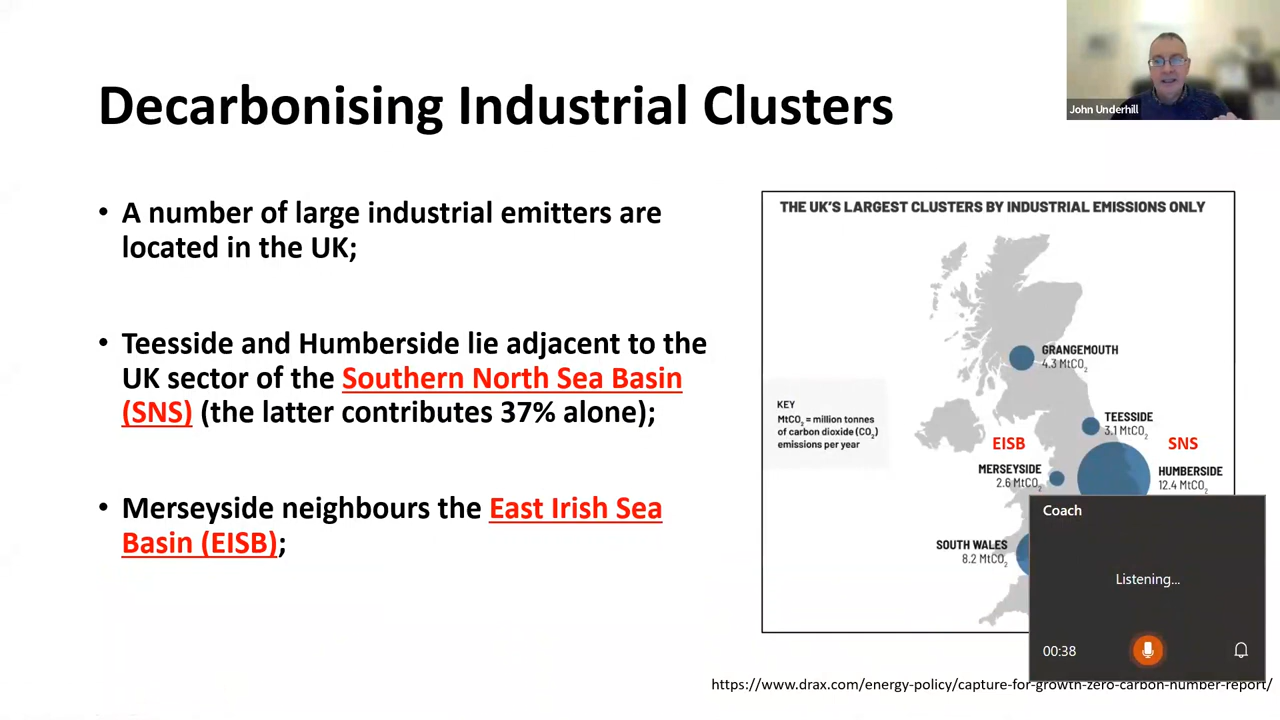 Decarbonising Industrial Clusters
John Underhill
• A number of large industrial emitters are
located in the UK;
• Teesside and Humberside lie adjacent to the
UK sector of the Southern North Sea Basin
(SNS) (the latter contributes 37% alone);
• Merseyside neighbours the East Irish Sea
Basin (EISB);
THE UK'S LARGEST CLUSTERS BY INDUSTRIAL EMISSIONS ONLY
GRANGEMOUTH
4.3 MtCO₂
KEY
MtCO₂ = million tonnes
of carbon dioxide (CO₂)
emissions per year
TEESSIDE
3.1 MtCO₂
EISB
SNS
MERSEYSIDE
2.6 MtCO₂
HUMBERSIDE
12.4 MtCO₂
SOUTH WALES
8.2 MtCO₂
Coach
Listening...
00:38
https://www.drax.com/energy-policy/capture-for-growth-zero-carbon-number-report/